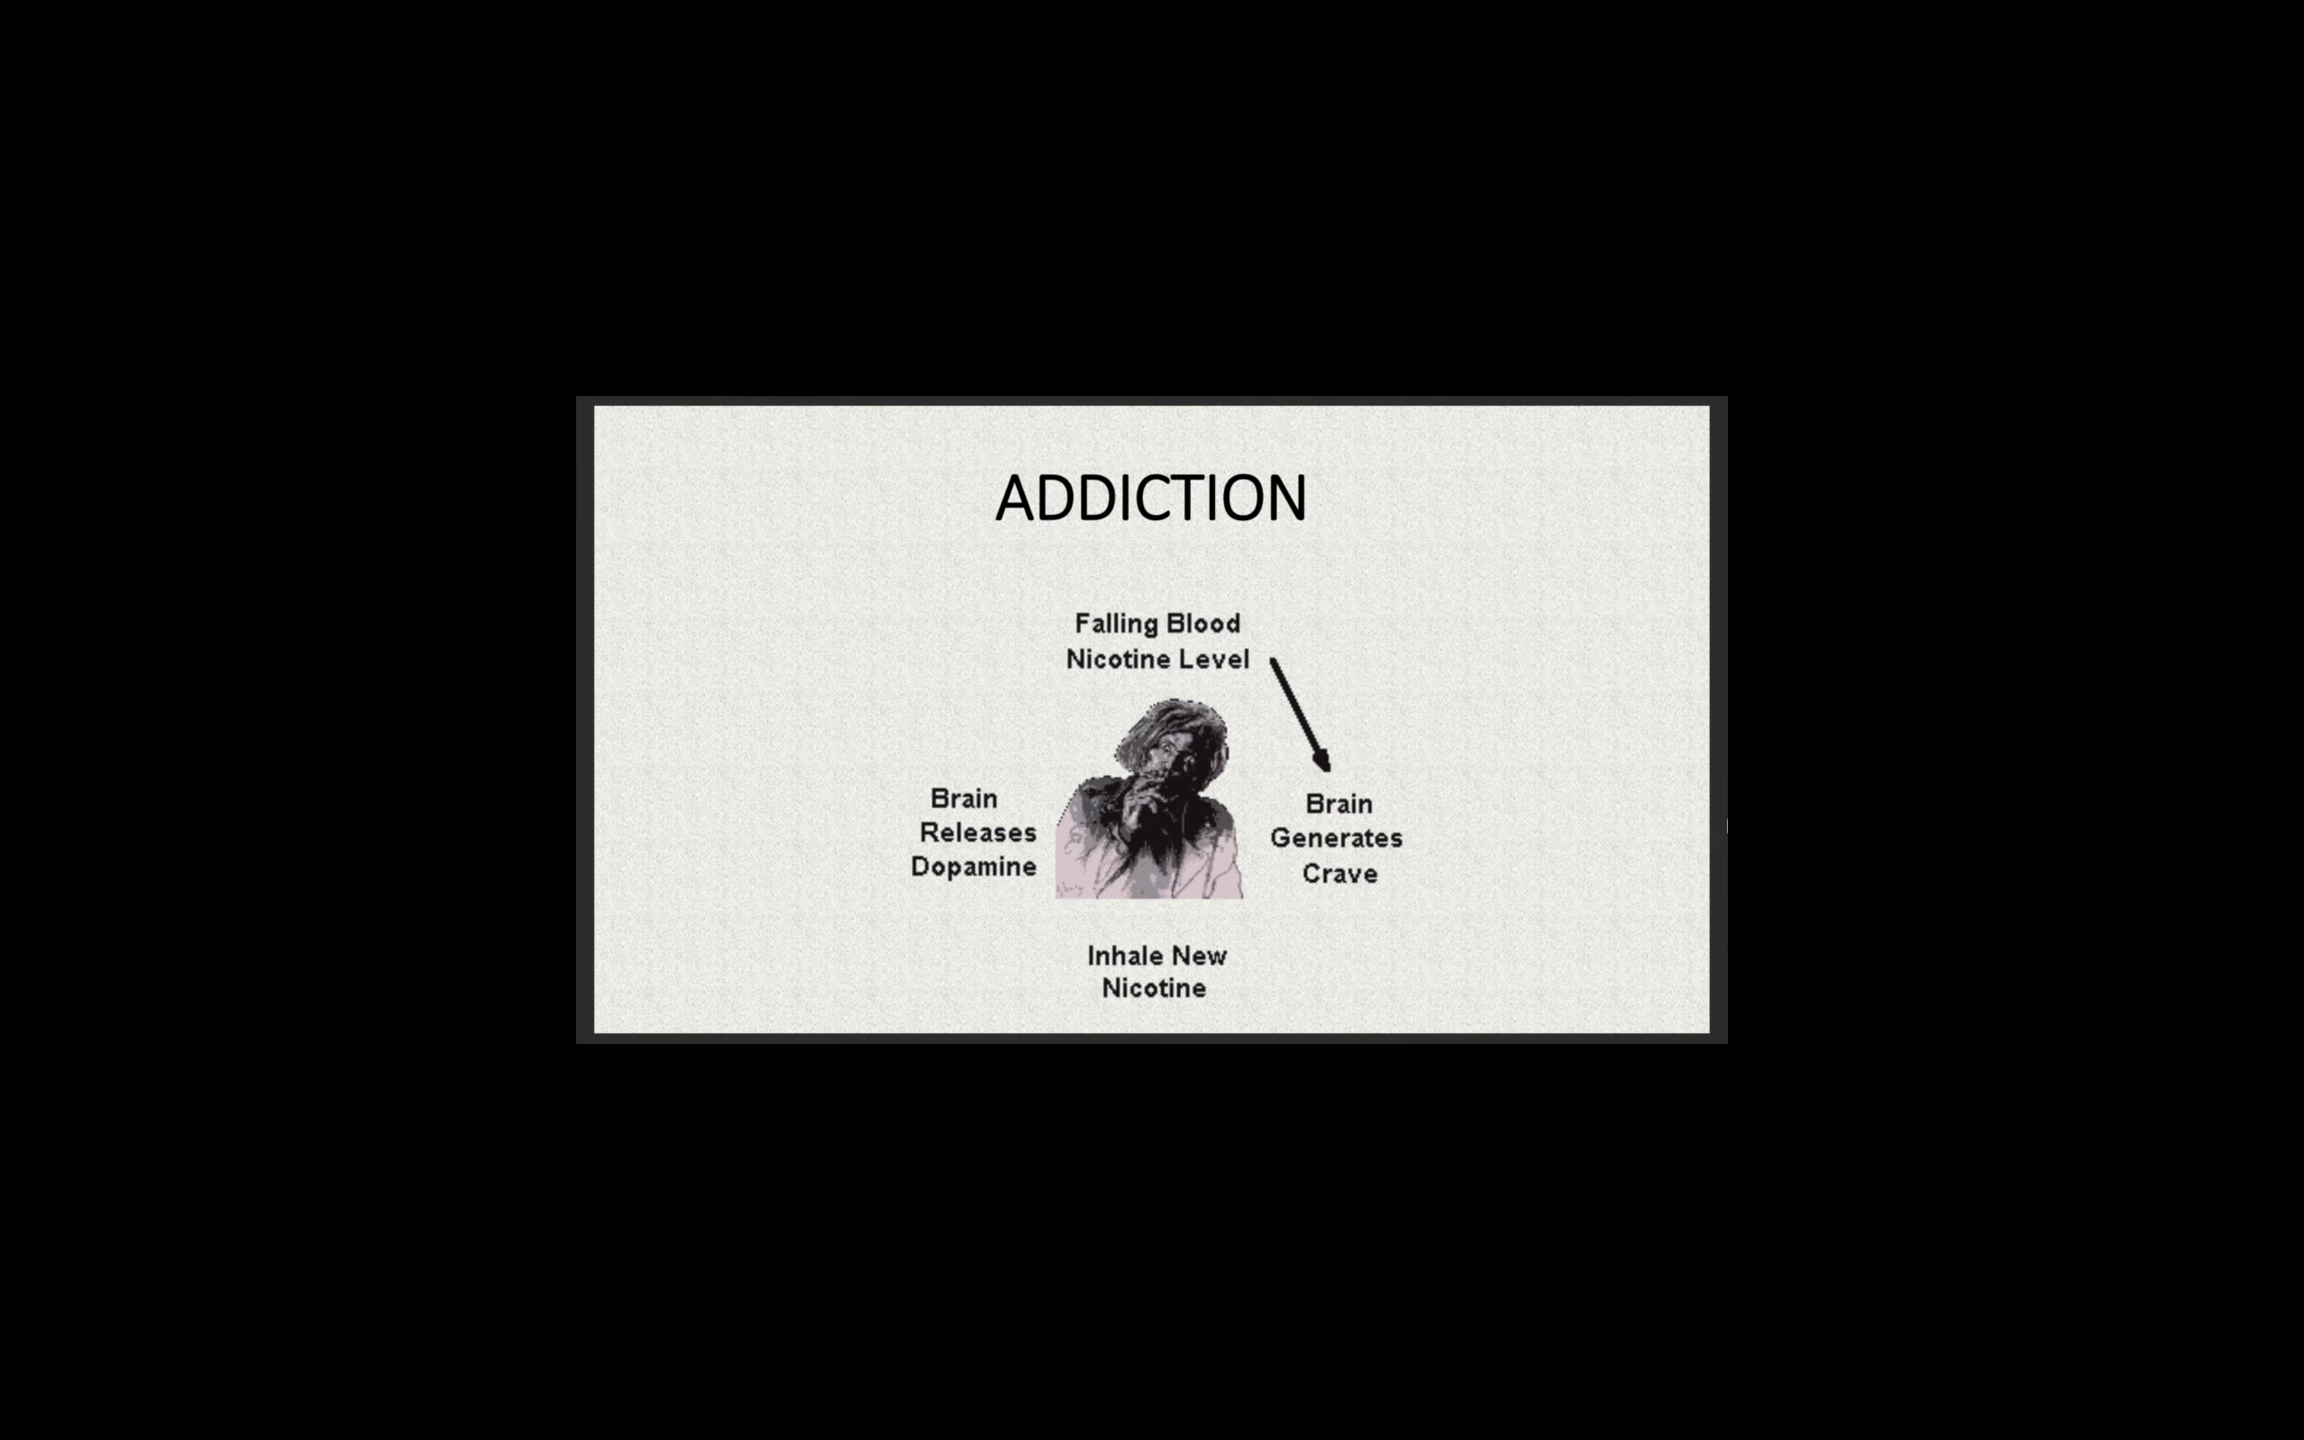 ADDICTION
Falling Blood
Nicotine Level
Brain
Releases
Dopamine
Brain
Generates
Crave
Inhale New
Nicotine